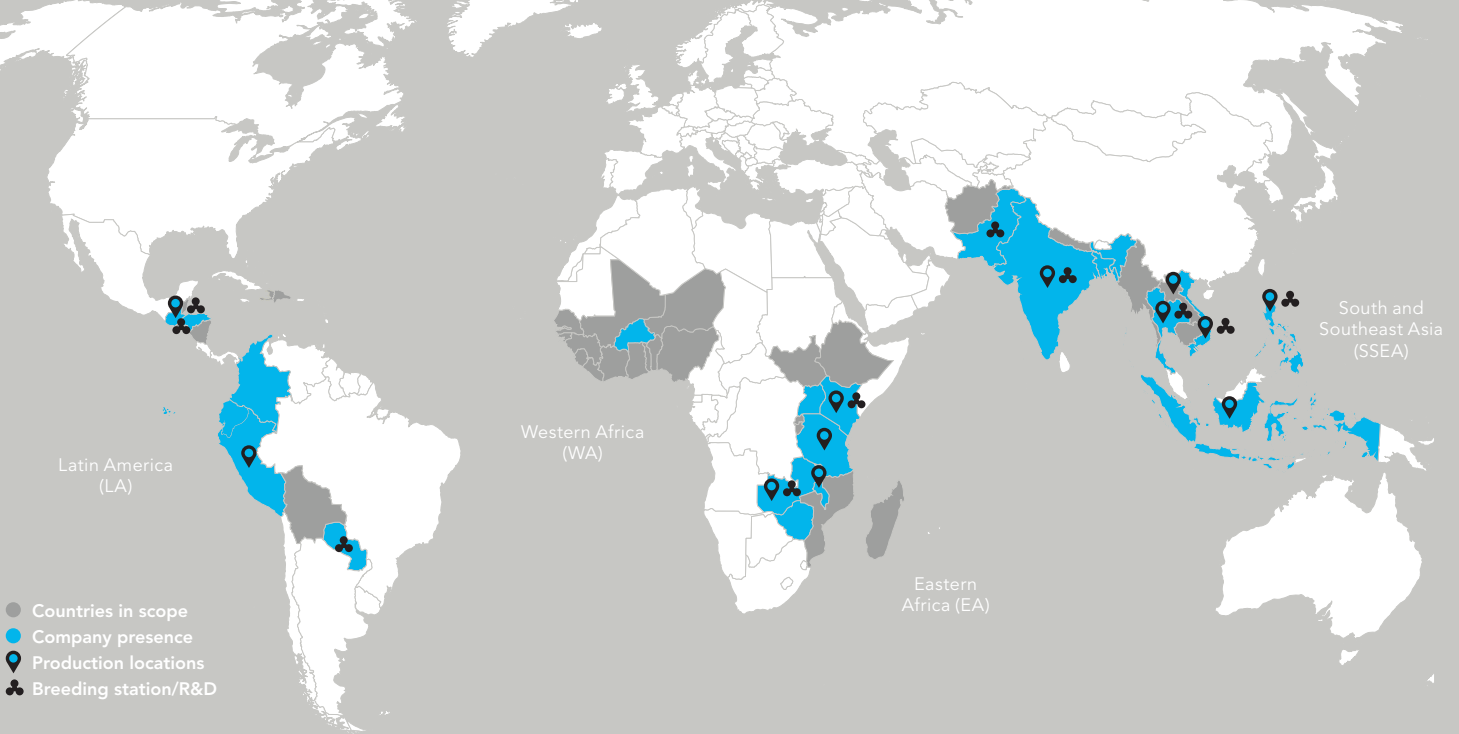 South and
Southeast Asia
(SSEA)
Western Africa
(WA)
Latin America
(LA)
Eastern
Africa (EA)
Countries in scope
Company presence
Production locations
Breeding station/R&D